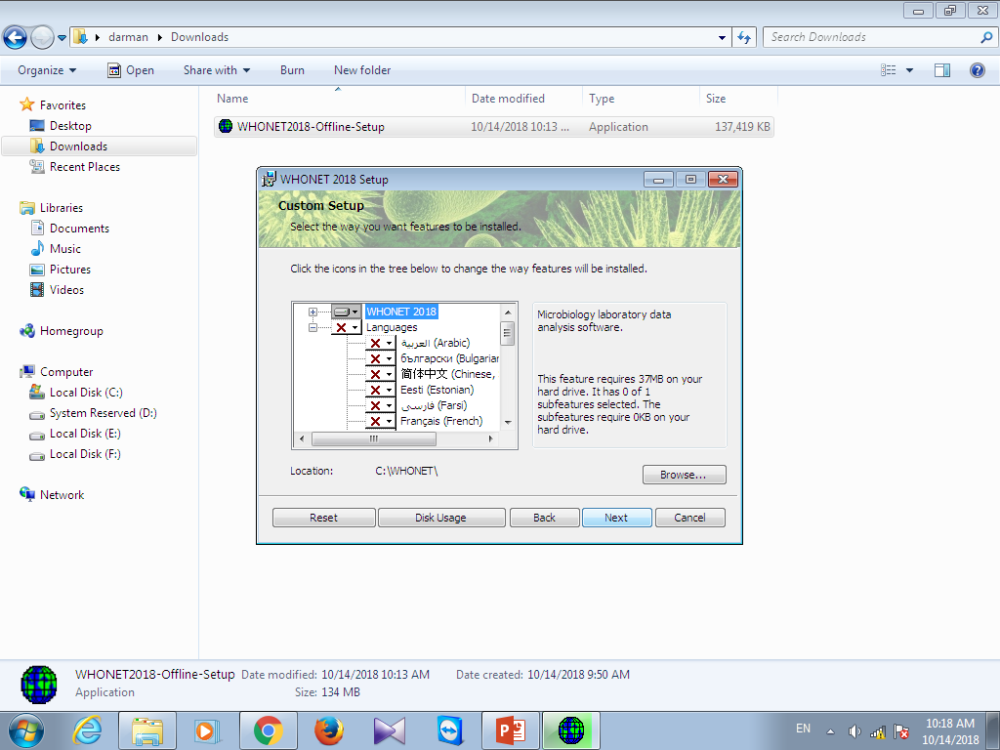 darman
Downloads
Search Downloads
Organize
Open
Share with
Burn
New folder
Name
Date modified
Type
Size
WHONET2018-Offline-Setup
10/14/2018 10:13 ...
Application
137,419 KB
Favorites
Desktop
Downloads
Recent Places
Libraries
Documents
Music
Pictures
Videos
Homegroup
Computer
Local Disk (C:)
System Reserved (D:)
Local Disk (E:)
Local Disk (F:)
Network
WHONET 2018 Setup
Custom Setup
Select the way you want features to be installed.
Click the icons in the tree below to change the way features will be installed.
WHONET 2018
Languages
العربية (Arabic)
български (Bulgarian
简体中文 (Chinese,
Eesti (Estonian)
فارسی (Farsi)
Français (French)
Microbiology laboratory data
analysis software.
This feature requires 37MB on your
hard drive. It has 0 of 1
subfeatures selected. The
subfeatures require 0KB on your
hard drive.
Location:
C:\WHONET\
Browse...
Reset
Disk Usage
Back
Next
Cancel
WHONET2018-Offline-Setup
Date modified: 10/14/2018 10:13 AM
Date created: 10/14/2018 9:50 AM
Application
Size: 134 MB
EN
10:18 AM
10/14/2018